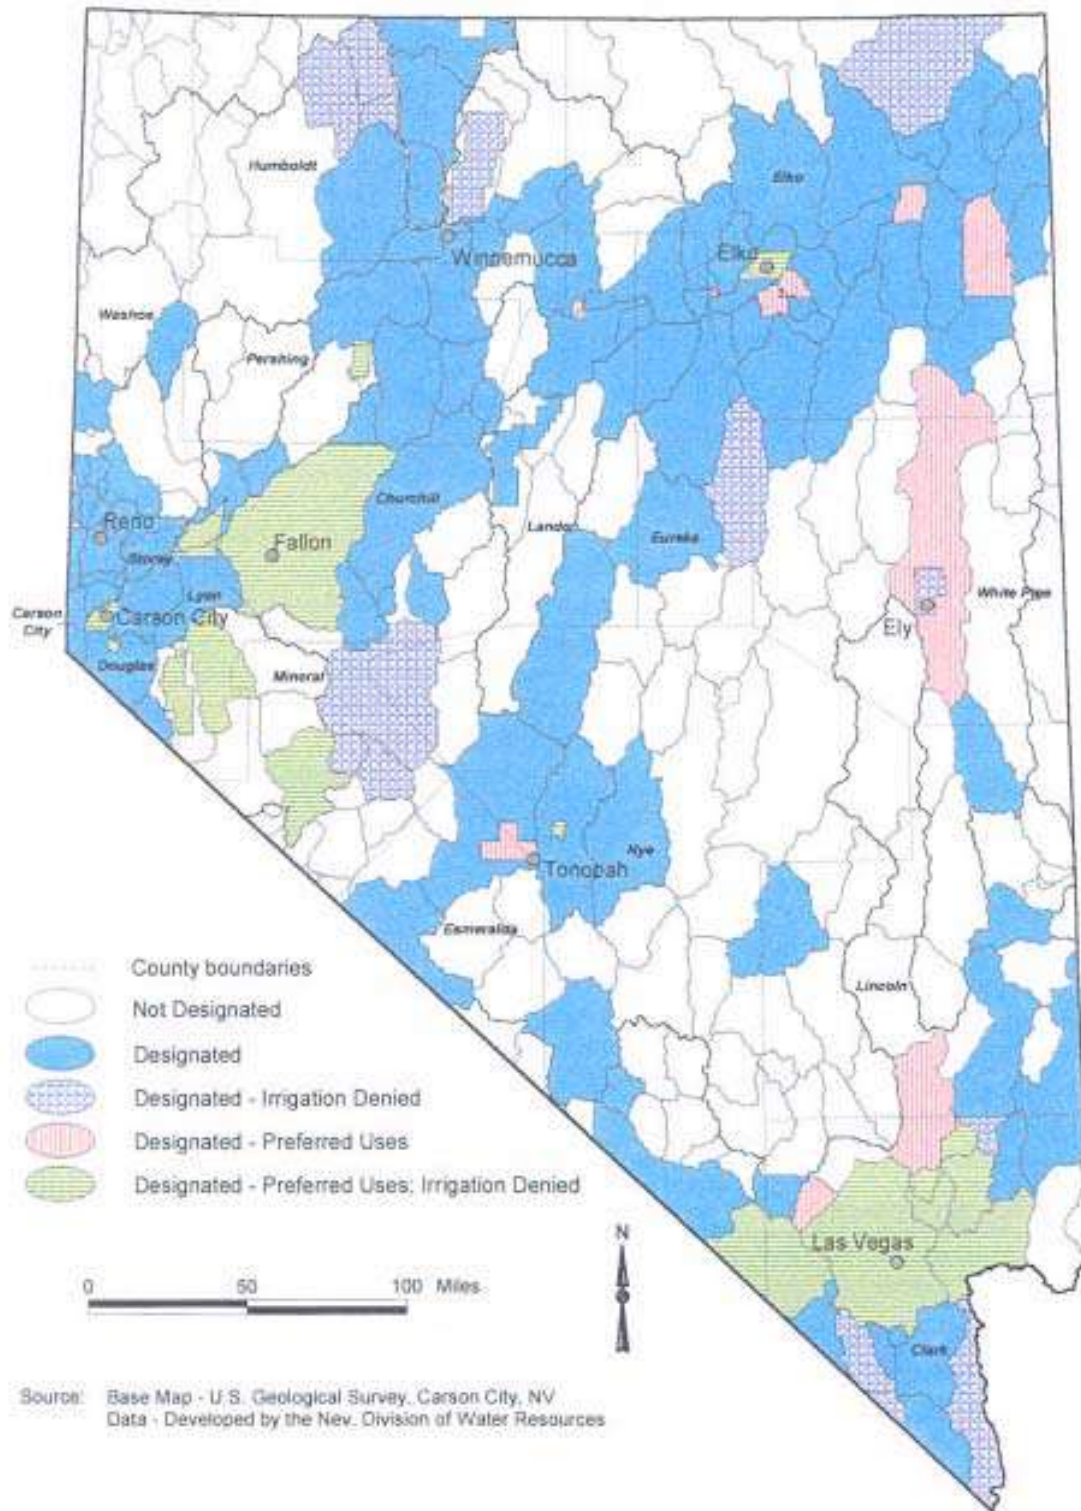 Humboldt
Elko
Winnemucca
Elko
Washoe
Pershing
Churchill
Reno
Fallon
Lander
Eureka
Storey
Lyon
Carson
City
Carson City
White Pine
Ely
Douglas
Mineral
Nye
Tonopah
Esmeralda
Lincoln
County boundaries
Not Designated
Designated
Designated - Irrigation Denied
Designated - Preferred Uses
Designated - Preferred Uses; Irrigation Denied
Las Vegas
N
0 50 100 Miles
Clark
Source: Base Map - U.S. Geological Survey, Carson City, NV
Data - Developed by the Nev. Division of Water Resources